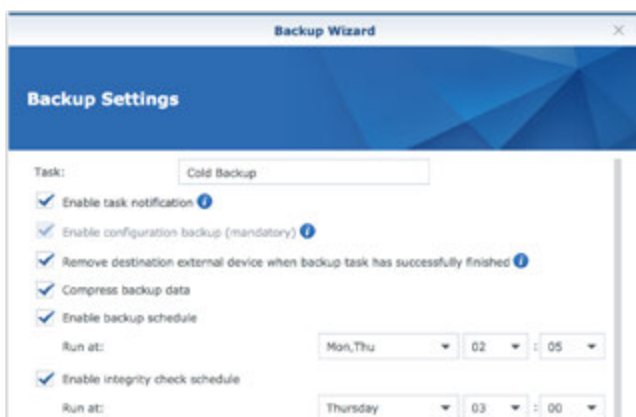 Backup Wizard
Backup Settings
Task: Cold Backup
Enable task notification
Enable configuration backup (mandatory)
Remove destination external device when backup task has successfully finished
Compress backup data
Enable backup schedule
Run at: Mon,Thu 02 : 05
Enable integrity check schedule
Run at: Thursday 03 : 00